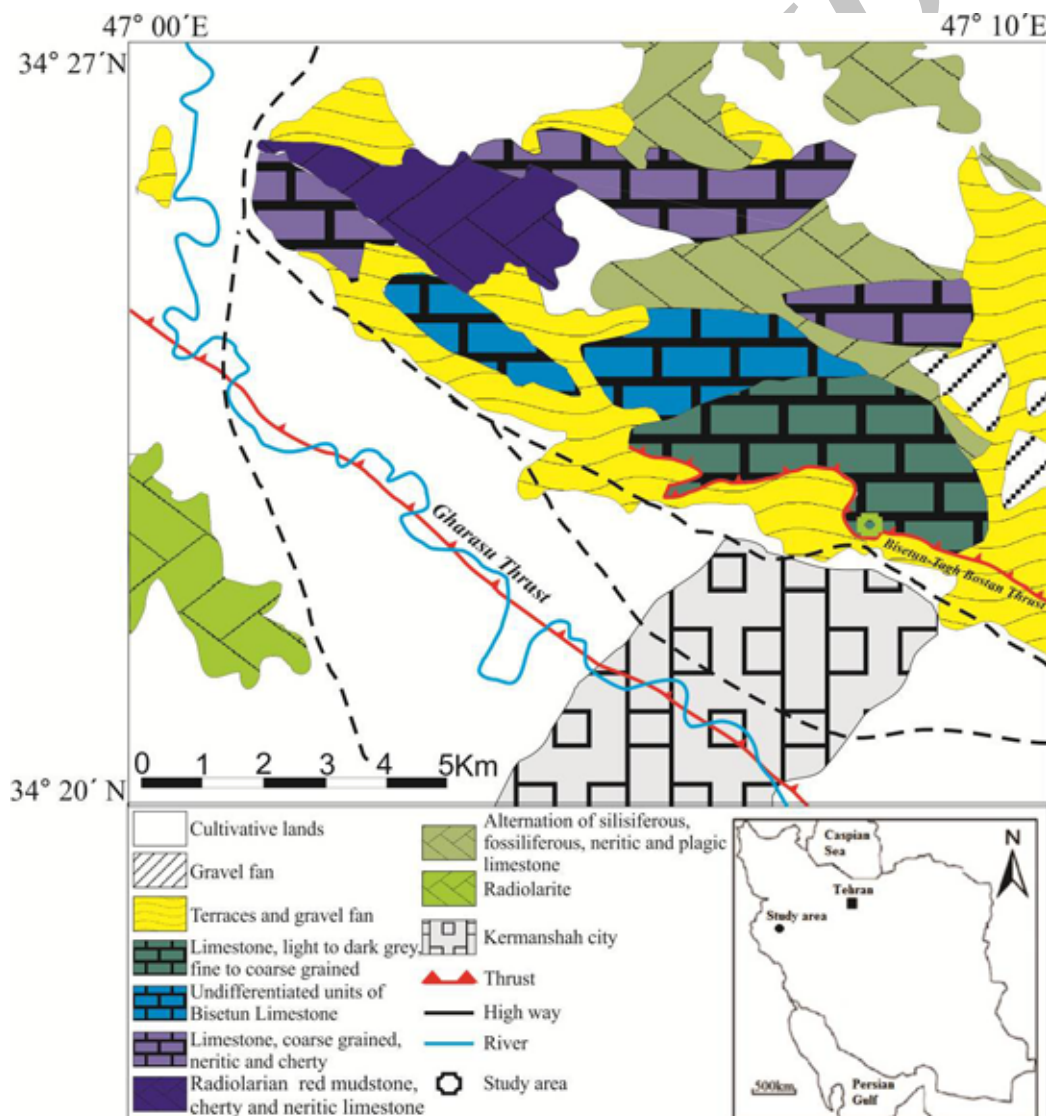 47° 00´E
47° 10´E
34° 27´N
Gharasu Thrust
Bisetun-Tagh Bostan Thrust
0 1 2 3 4 5Km
34° 20´ N
Cultivative lands
Gravel fan
Terraces and gravel fan
Limestone, light to dark grey,
fine to coarse grained
Undifferentiated units of
Bisetun Limestone
Limestone, coarse grained,
neritic and cherty
Radiolarian red mudstone,
cherty and neritic limestone
Alternation of silisiferous,
fossiliferous, neritic and plagic
limestone
Radiolarite
Kermanshah city
Thrust
High way
River
Study area
Caspian
Sea
N
Tehran
Study area
500km
Persian
Gulf